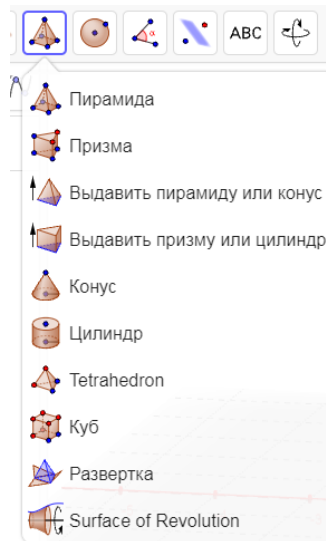 ABC
Пирамида
Призма
Выдавить пирамиду или конус
Выдавить призму или цилиндр
Конус
Цилиндр
Tetrahedron
Куб
Развертка
Surface of Revolution